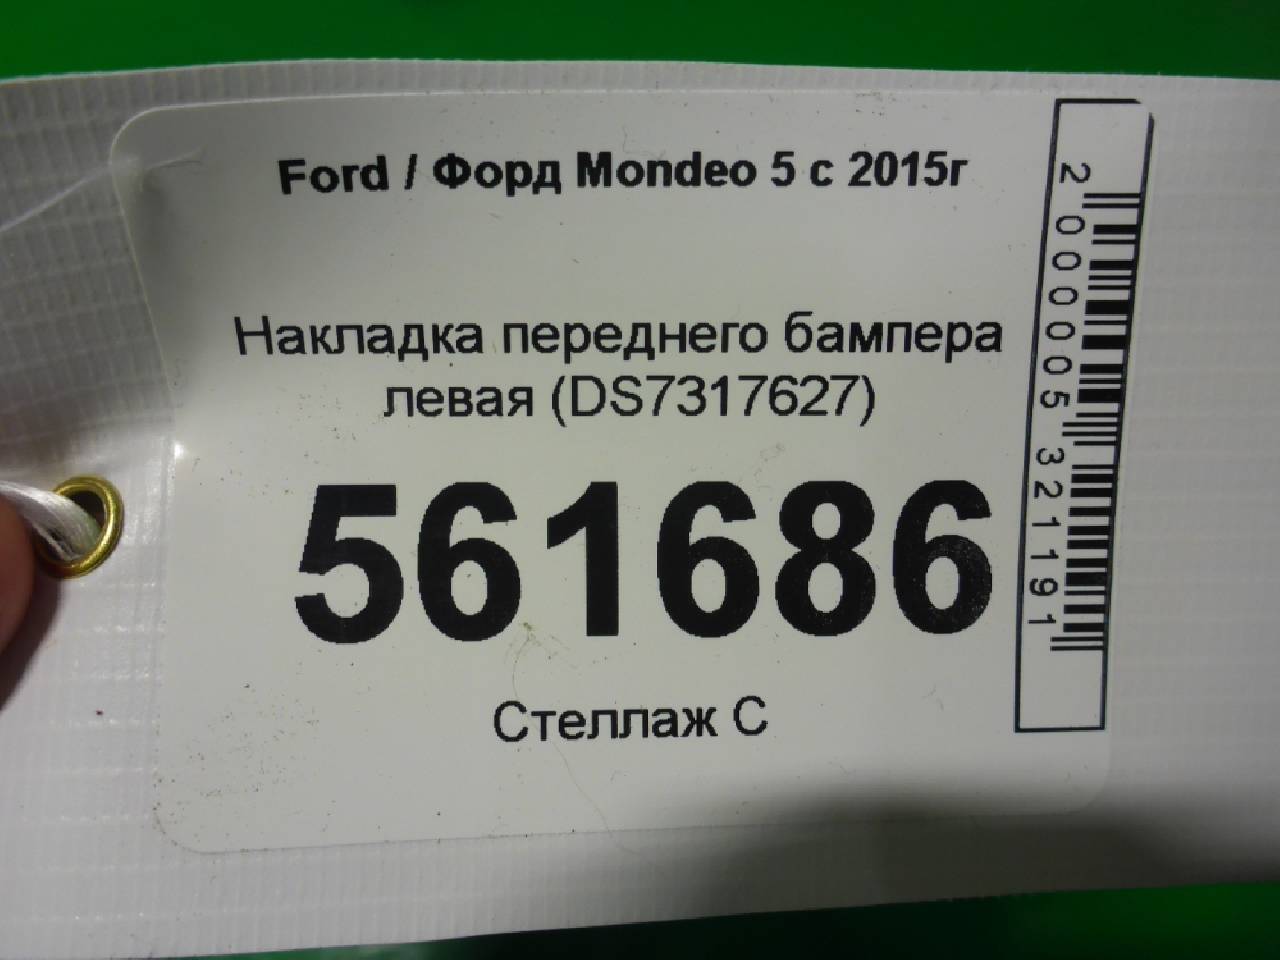 Ford / Форд Mondeo 5 с 2015г
Накладка переднего бампера
левая (DS7317627)
561686
Стеллаж С
2000005321191